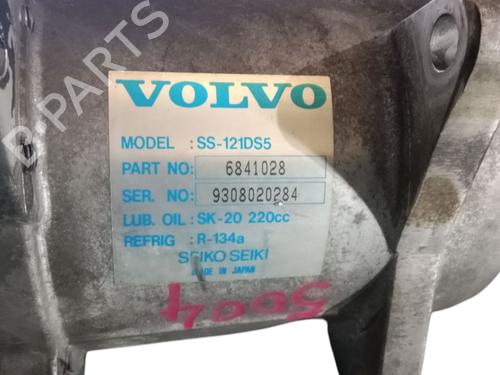 B-PARTS
VOLVO
MODEL : SS-121DS5
PART NO: 6841028
SER. NO: 9308020284
LUB. OIL: SK-20 220cc
REFRIG : R-134a
SEIKO SEIKI
MADE IN JAPAN
5004